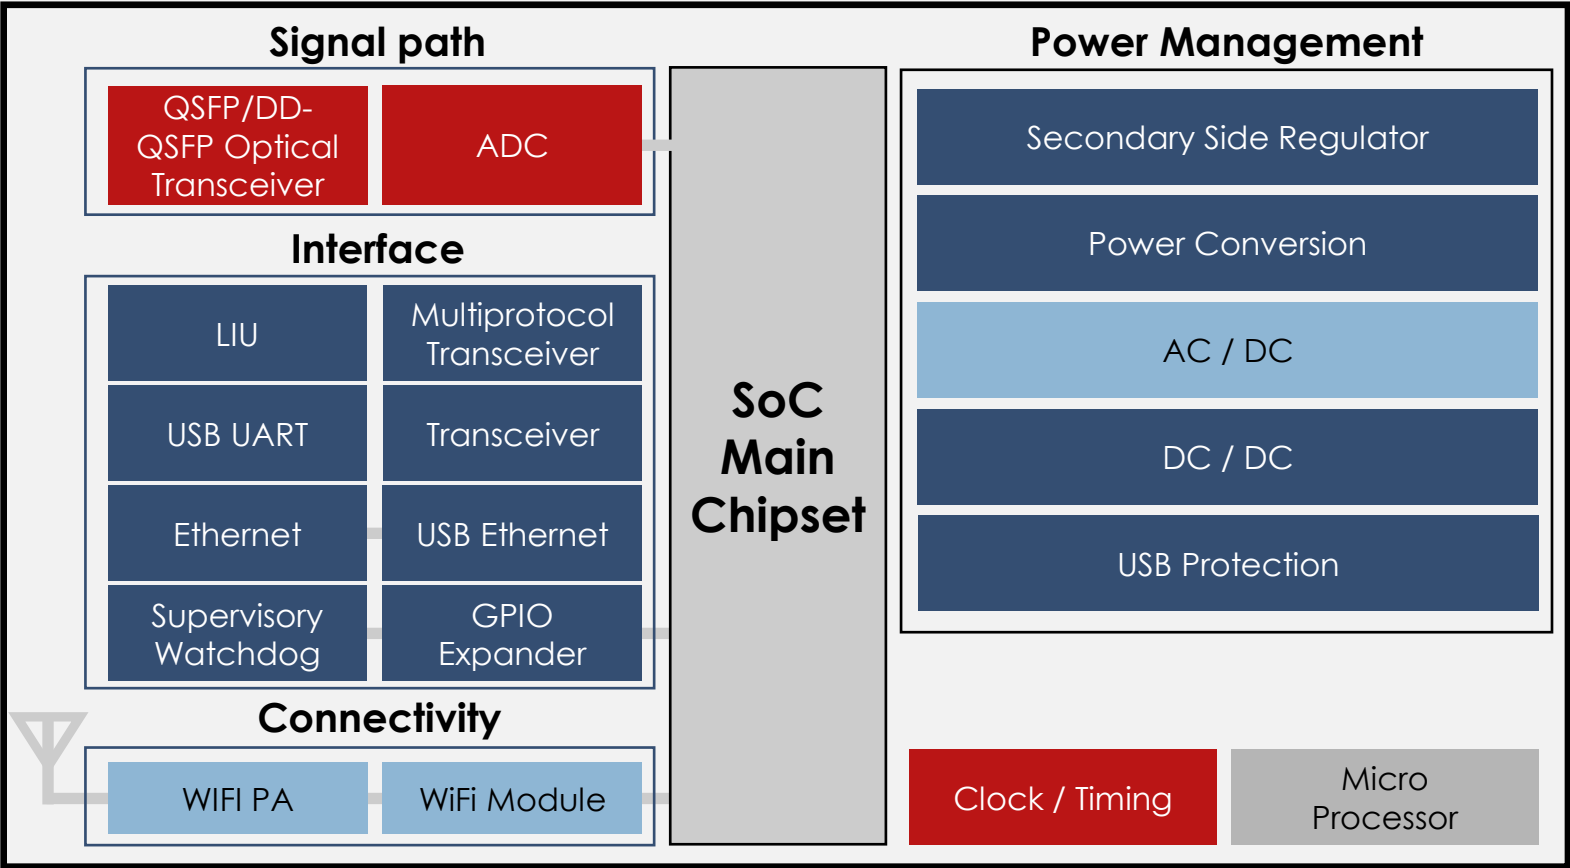 Signal path
QSFP/DD-
QSFP Optical
Transceiver
ADC
Interface
LIU
Multiprotocol
Transceiver
USB UART
Transceiver
Ethernet
USB Ethernet
Supervisory
Watchdog
GPIO
Expander
Connectivity
WIFI PA
WiFi Module
SoC
Main
Chipset
Power Management
Secondary Side Regulator
Power Conversion
AC / DC
DC / DC
USB Protection
Clock / Timing
Micro
Processor